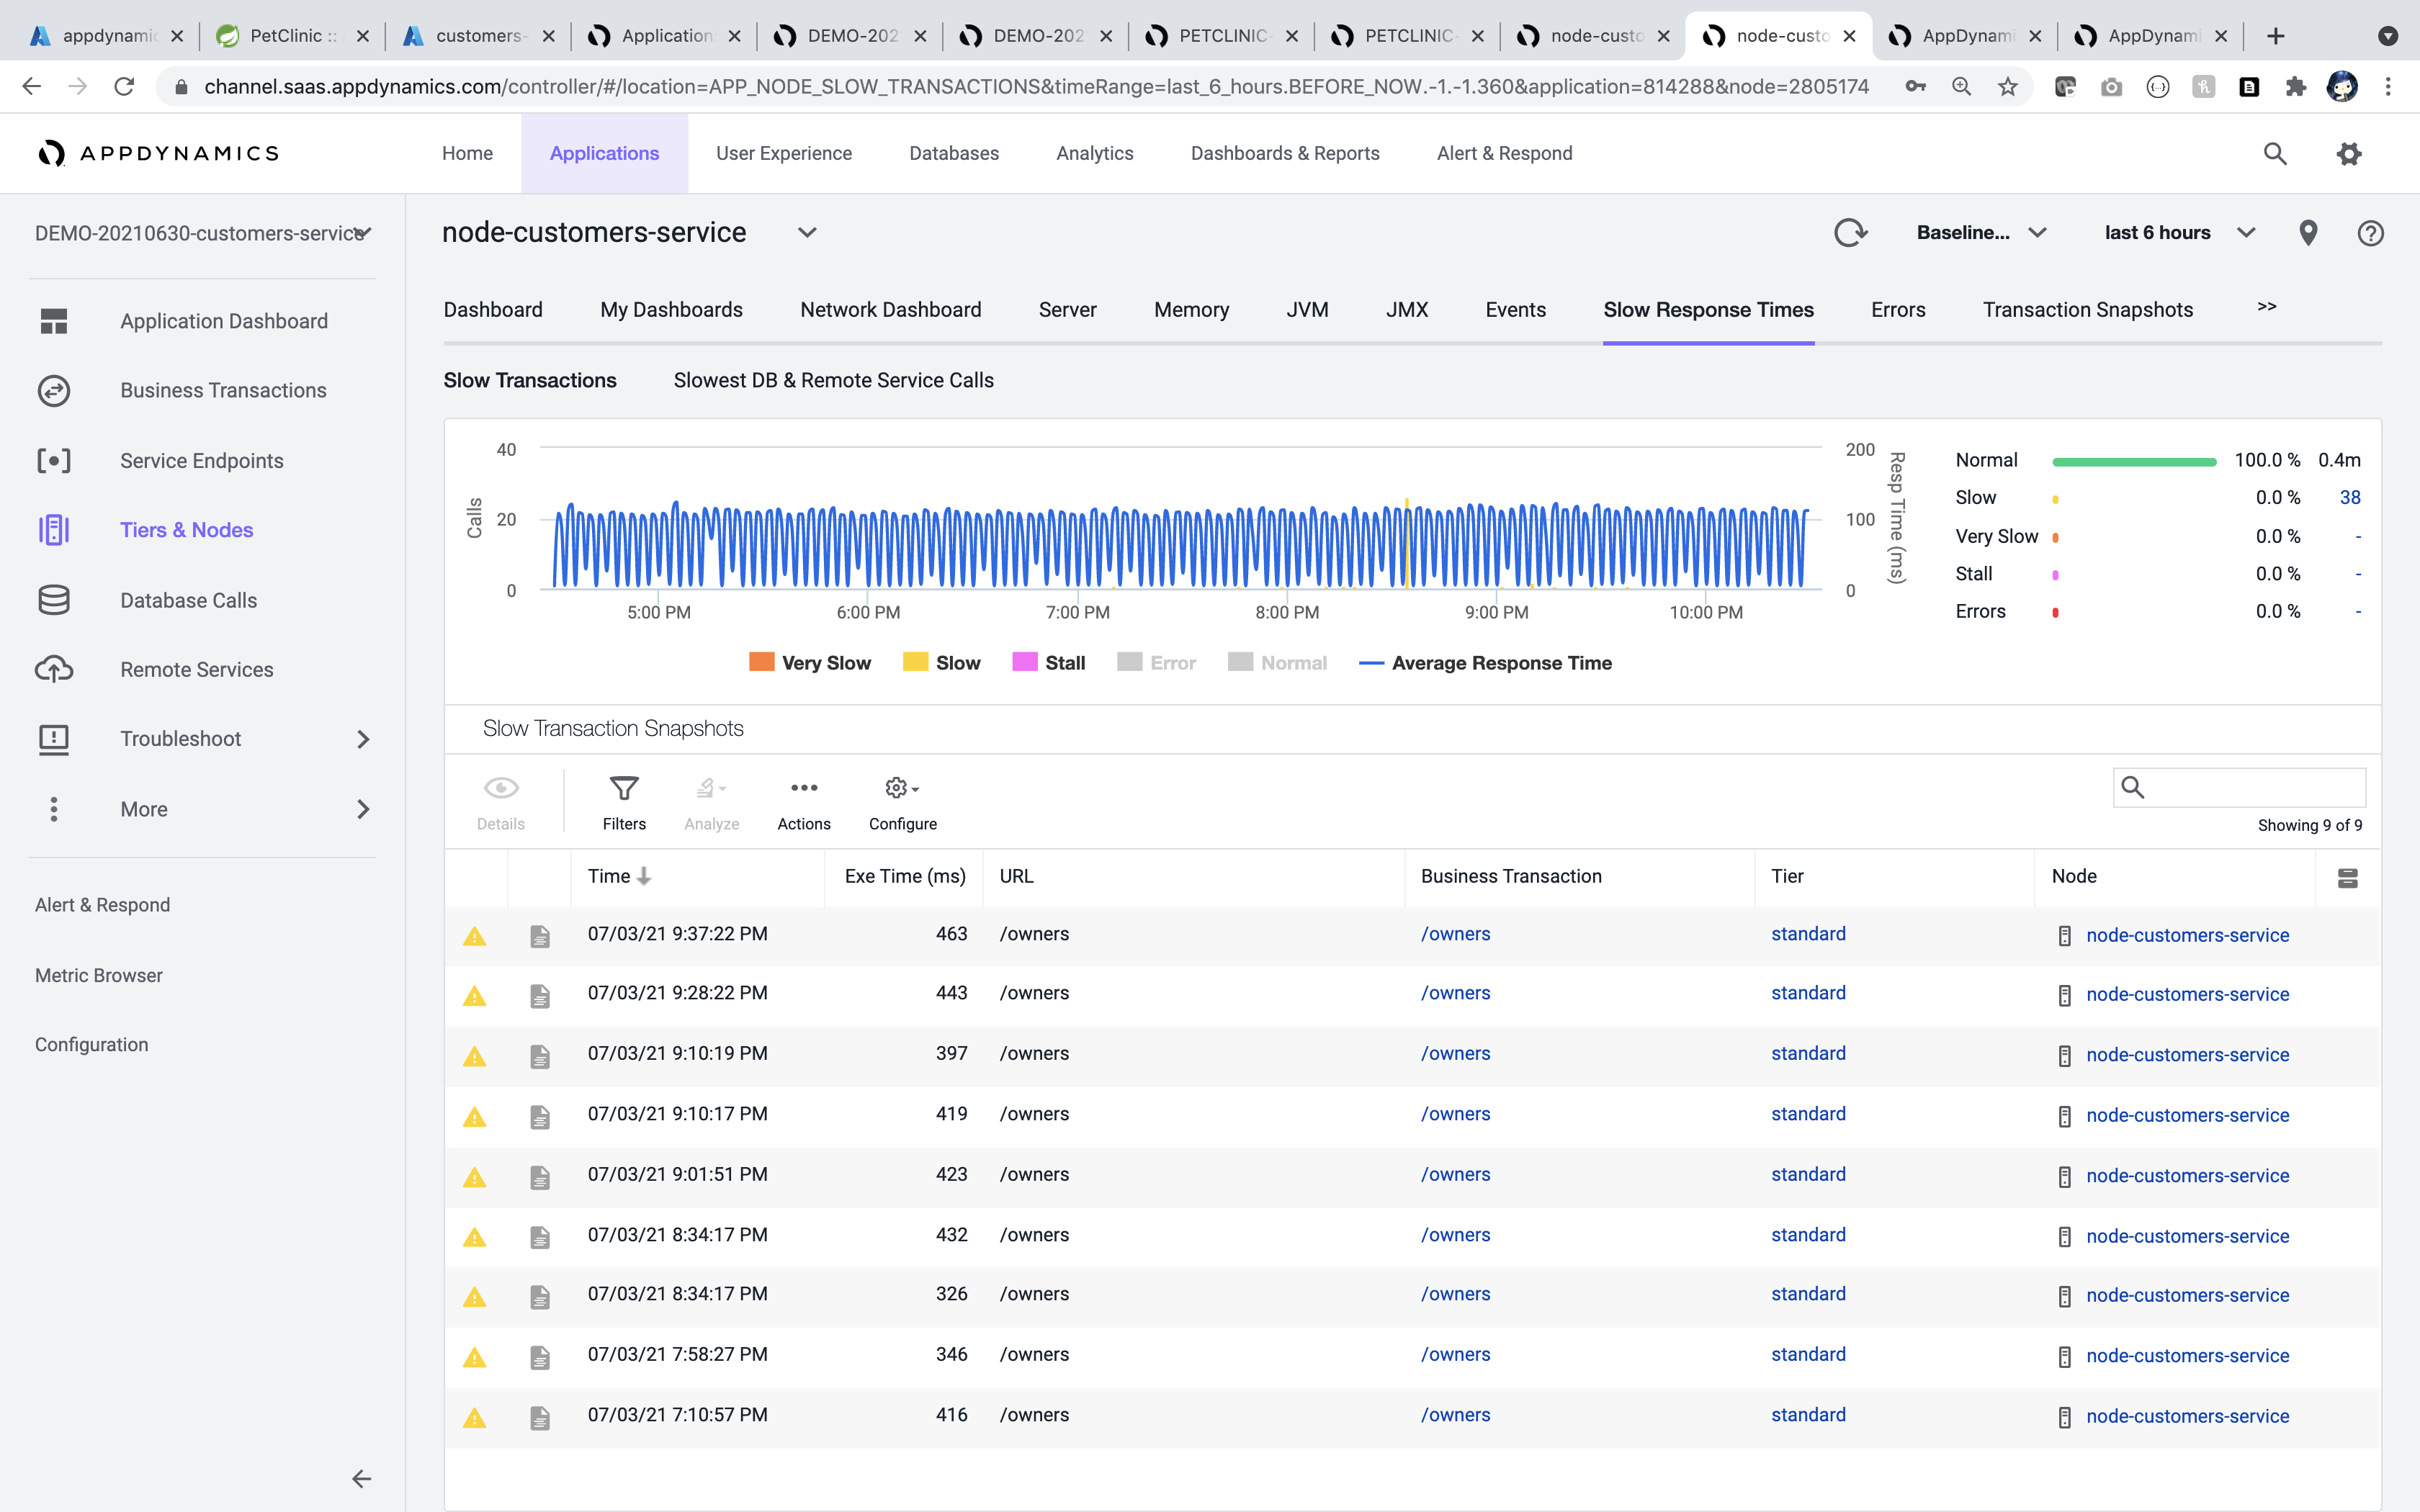 appdynamic
PetClinic ::
customers-
Application
DEMO-202
DEMO-202
PETCLINIC-
PETCLINIC-
node-custo
node-custo
AppDynami
AppDynami
channel.saas.appdynamics.com/controller/#/location=APP_NODE_SLOW_TRANSACTIONS&timeRange=last_6_hours.BEFORE_NOW.-1.-1.360&application=814288&node=2805174
APPDYNAMICS
Home
Applications
User Experience
Databases
Analytics
Dashboards & Reports
Alert & Respond
DEMO-20210630-customers-service
Application Dashboard
Business Transactions
Service Endpoints
Tiers & Nodes
Database Calls
Remote Services
Troubleshoot
More
Alert & Respond
Metric Browser
Configuration
node-customers-service
Baseline...
last 6 hours
Dashboard
My Dashboards
Network Dashboard
Server
Memory
JVM
JMX
Events
Slow Response Times
Errors
Transaction Snapshots
>>
Slow Transactions
Slowest DB & Remote Service Calls
40
20
0
Calls
200
100
0
Resp Time (ms)
5:00 PM
6:00 PM
7:00 PM
8:00 PM
9:00 PM
10:00 PM
Very Slow
Slow
Stall
Error
Normal
Average Response Time
Normal 100.0 % 0.4m
Slow 0.0 % 38
Very Slow 0.0 % -
Stall 0.0 % -
Errors 0.0 % -
Slow Transaction Snapshots
Details
Filters
Analyze
Actions
Configure
Showing 9 of 9
Time Exe Time (ms) URL Business Transaction Tier Node
07/03/21 9:37:22 PM 463 /owners /owners standard node-customers-service
07/03/21 9:28:22 PM 443 /owners /owners standard node-customers-service
07/03/21 9:10:19 PM 397 /owners /owners standard node-customers-service
07/03/21 9:10:17 PM 419 /owners /owners standard node-customers-service
07/03/21 9:01:51 PM 423 /owners /owners standard node-customers-service
07/03/21 8:34:17 PM 432 /owners /owners standard node-customers-service
07/03/21 8:34:17 PM 326 /owners /owners standard node-customers-service
07/03/21 7:58:27 PM 346 /owners /owners standard node-customers-service
07/03/21 7:10:57 PM 416 /owners /owners standard node-customers-service